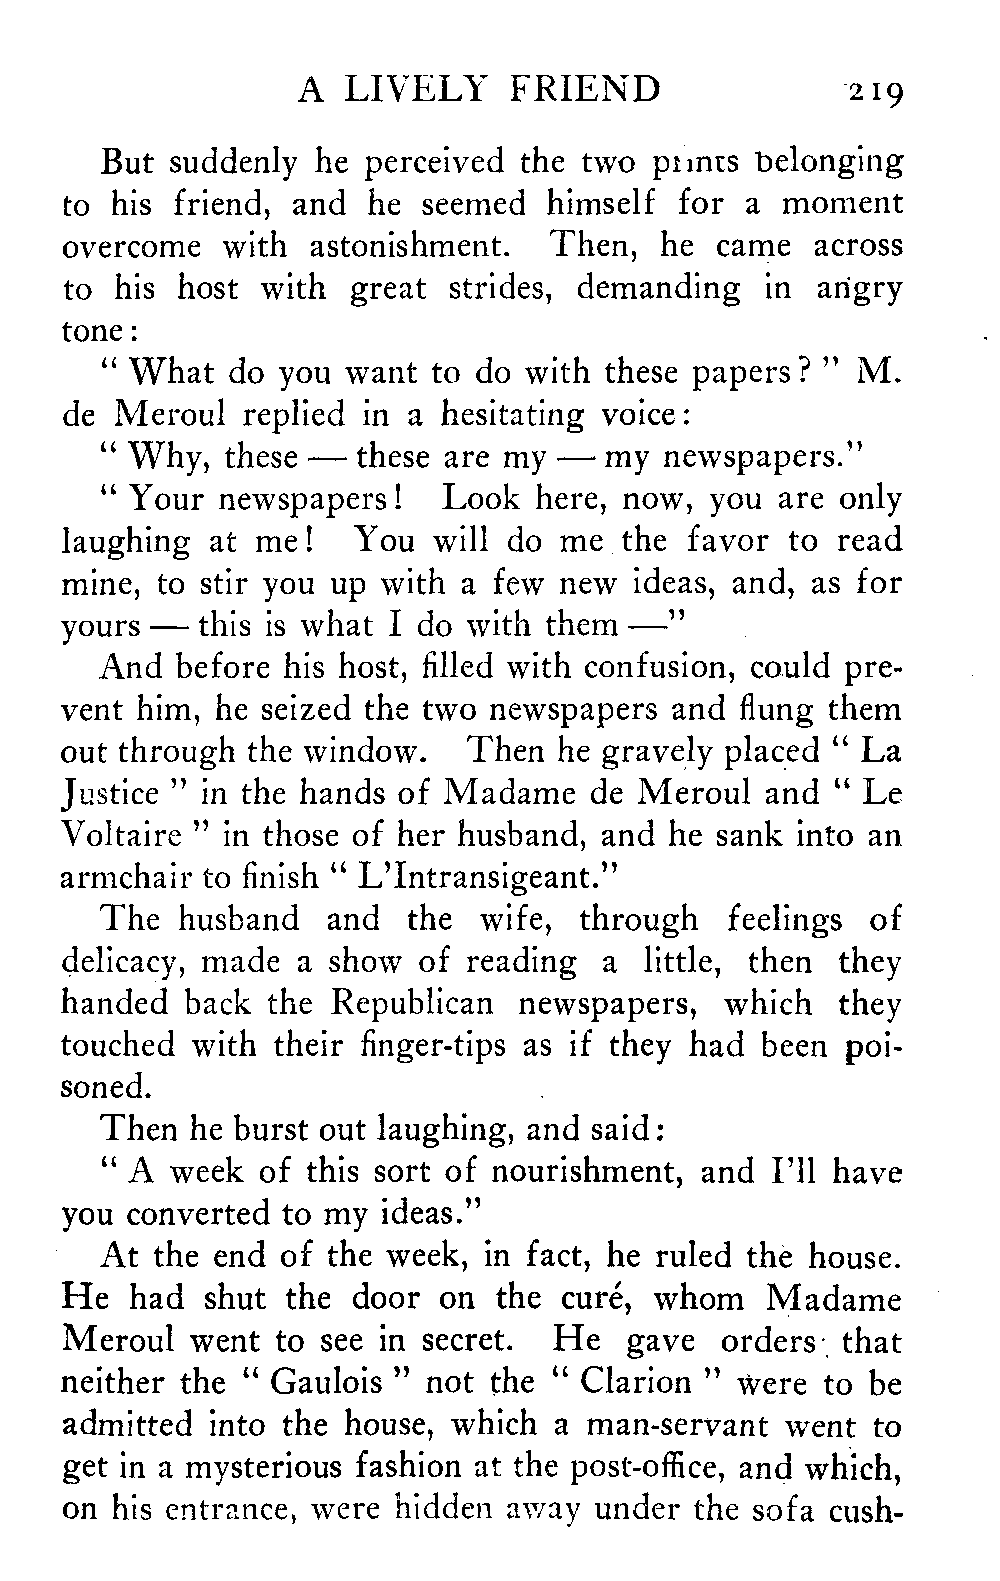 A LIVELY FRIEND 219
But suddenly he perceived the two prints belonging
to his friend, and he seemed himself for a moment
overcome with astonishment. Then, he came across
to his host with great strides, demanding in angry
tone:
" What do you want to do with these papers? " M.
de Meroul replied in a hesitating voice:
" Why, these — these are my — my newspapers."
" Your newspapers! Look here, now, you are only
laughing at me! You will do me the favor to read
mine, to stir you up with a few new ideas, and, as for
yours — this is what I do with them —"
And before his host, filled with confusion, could pre-
vent him, he seized the two newspapers and flung them
out through the window. Then he gravely placed " La
Justice " in the hands of Madame de Meroul and " Le
Voltaire " in those of her husband, and he sank into an
armchair to finish " L'Intransigeant."
The husband and the wife, through feelings of
delicacy, made a show of reading a little, then they
handed back the Republican newspapers, which they
touched with their finger-tips as if they had been poi-
soned.
Then he burst out laughing, and said:
" A week of this sort of nourishment, and I'll have
you converted to my ideas."
At the end of the week, in fact, he ruled the house.
He had shut the door on the curé, whom Madame
Meroul went to see in secret. He gave orders that
neither the " Gaulois " not the " Clarion " were to be
admitted into the house, which a man-servant went to
get in a mysterious fashion at the post-office, and which,
on his entrance, were hidden away under the sofa cush-